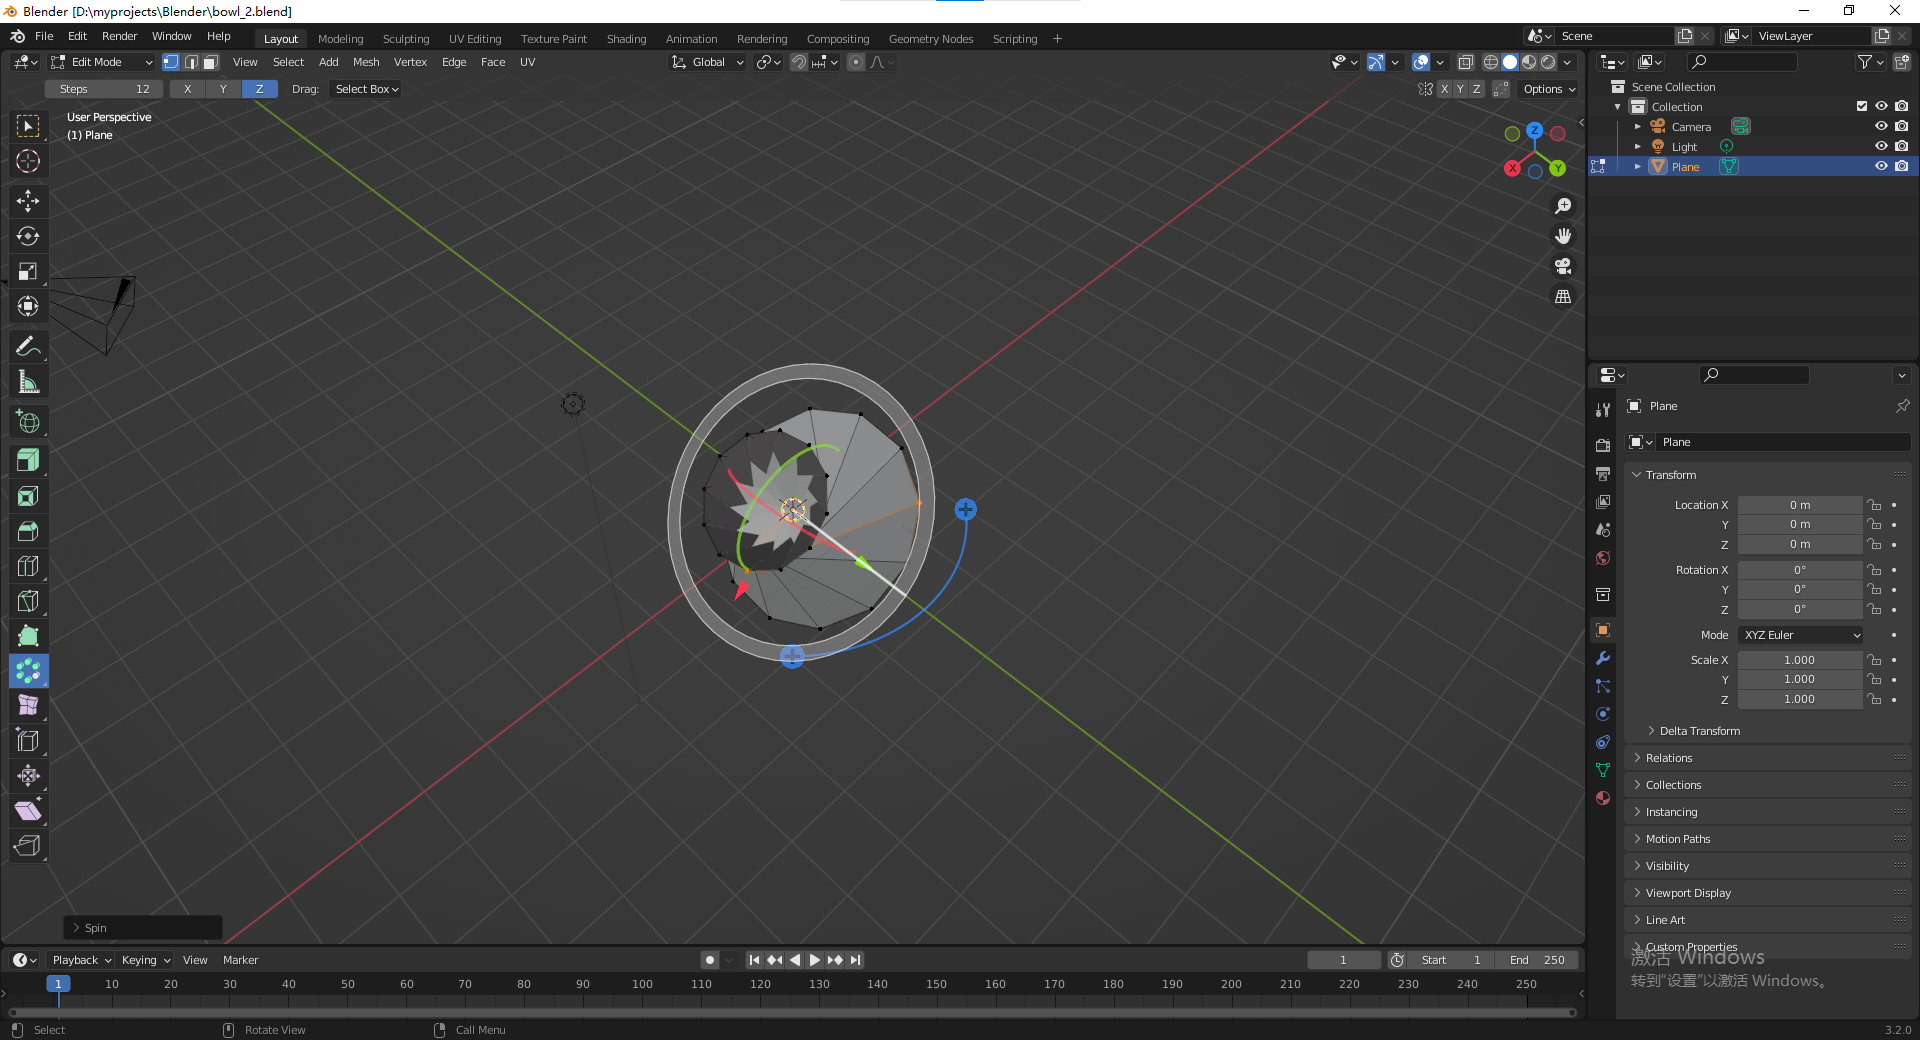 Blender [D:\myprojects\Blender\bowl_2.blend]
File Edit Render Window Help Layout Modeling Sculpting UV Editing Texture Paint Shading Animation Rendering Compositing Geometry Nodes Scripting + Scene ViewLayer
Edit Mode View Select Add Mesh Vertex Edge Face UV Global
Steps 12 X Y Z Drag: Select Box X Y Z Options
User Perspective
(1) Plane
Z
X Y
Scene Collection
Collection
Camera
Light
Plane
Plane
Plane
Transform
Location X 0 m
Y 0 m
Z 0 m
Rotation X 0°
Y 0°
Z 0°
Mode XYZ Euler
Scale X 1.000
Y 1.000
Z 1.000
Delta Transform
Relations
Collections
Instancing
Motion Paths
Visibility
Viewport Display
Line Art
Custom Properties
激活 Windows
转到"设置"以激活 Windows。
Spin
Playback Keying View Marker 1 Start 1 End 250
1 10 20 30 40 50 60 70 80 90 100 110 120 130 140 150 160 170 180 190 200 210 220 230 240 250
Select Rotate View Call Menu 3.2.0